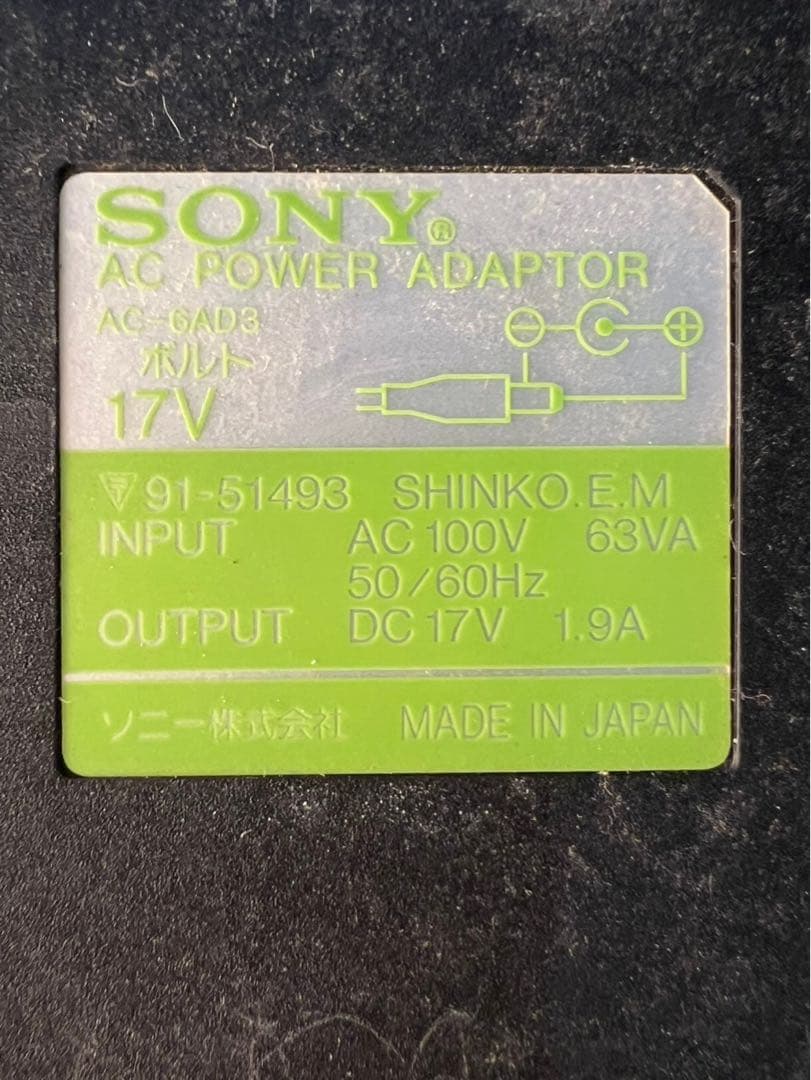 SONY®
AC POWER ADAPTOR
AC-6AD3
ボルト
17V
91-51493 SHINKO.E.M
INPUT AC 100V 63VA
50/60Hz
OUTPUT DC 17V 1.9A
ソニー株式会社 MADE IN JAPAN